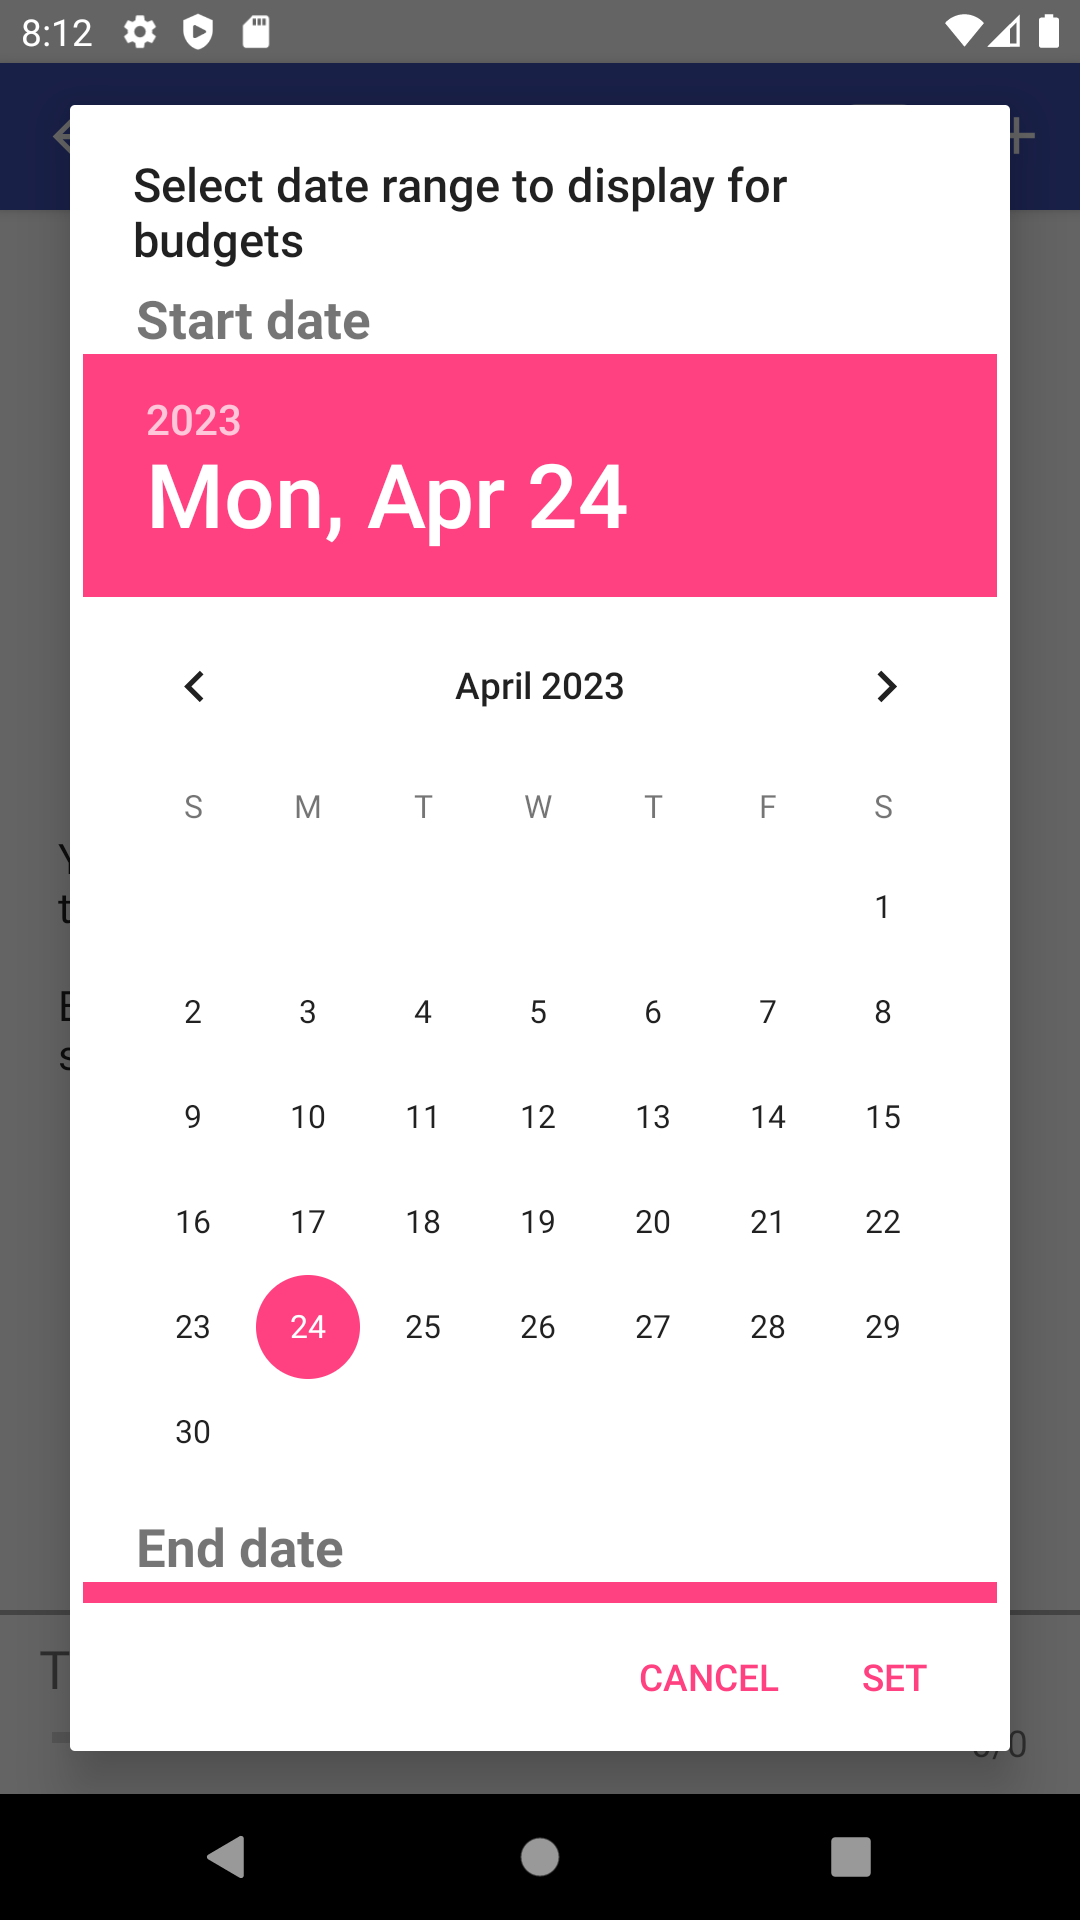 8:12
Select date range to display for
budgets
Start date
2023
Mon, Apr 24
April 2023
S M T W T F S
1
2 3 4 5 6 7 8
9 10 11 12 13 14 15
16 17 18 19 20 21 22
23 24 25 26 27 28 29
30
End date
CANCEL SET